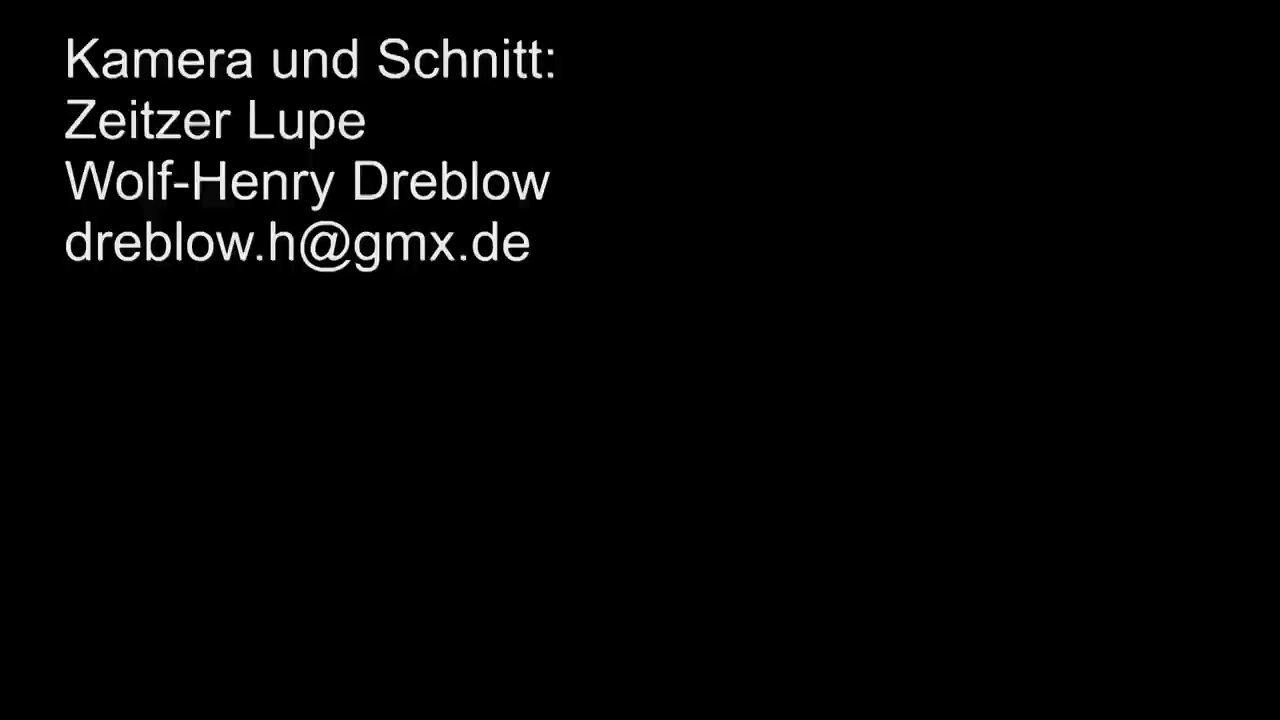 Kamera und Schnitt:
Zeitzer Lupe
Wolf-Henry Dreblow
dreblow.h@gmx.de